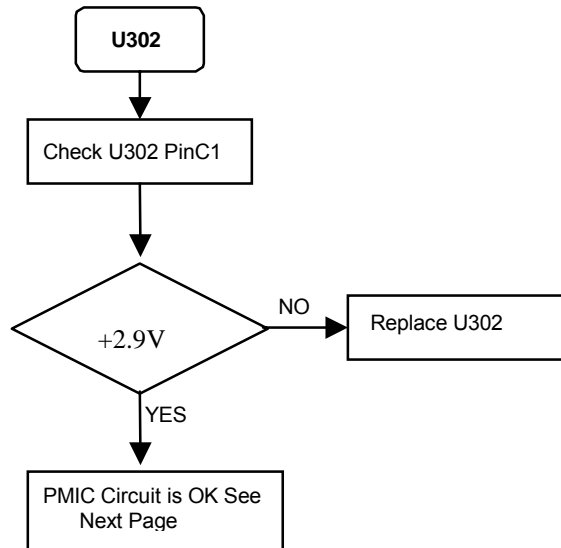 U302
Check U302 PinC1
+2.9V
NO
Replace U302
YES
PMIC Circuit is OK See
Next Page